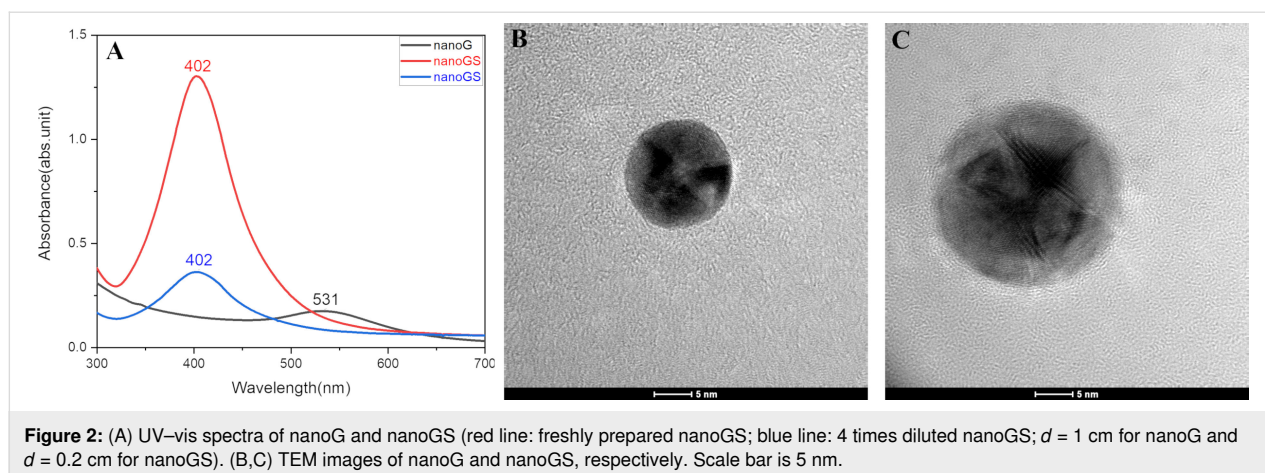 A
nanoG
nanoGS
nanoGS
402
402
531
1.5
1.0
0.5
0.0
Absorbance(abs.unit)
300
400
500
600
700
Wavelength(nm)
B
5 nm
C
5 nm
Figure 2: (A) UV–vis spectra of nanoG and nanoGS (red line: freshly prepared nanoGS; blue line: 4 times diluted nanoGS; d = 1 cm for nanoG and
d = 0.2 cm for nanoGS). (B,C) TEM images of nanoG and nanoGS, respectively. Scale bar is 5 nm.